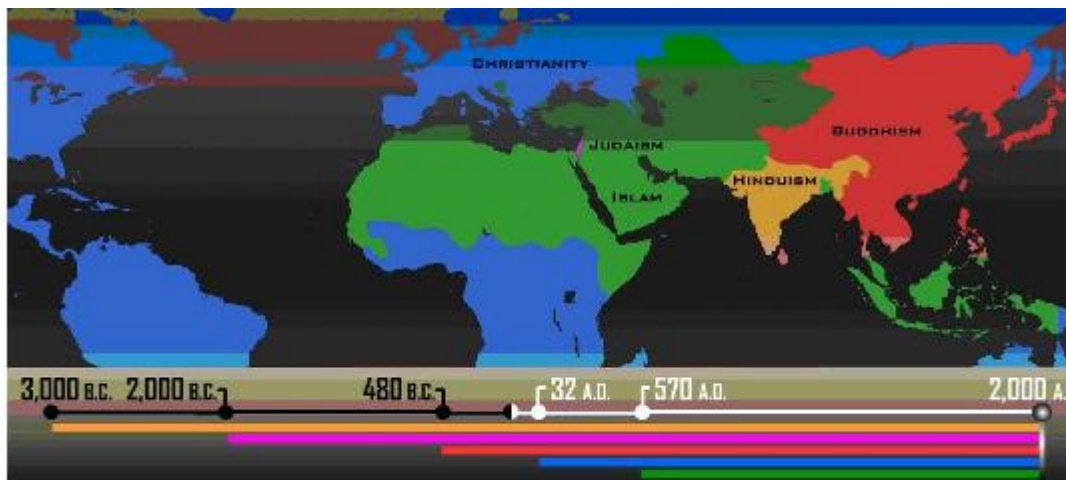 CHRISTIANITY
BUDDHISM
JUDAISM
HINDUISM
ISLAM
3,000 B.C. 2,000 B.C. 480 B.C. 32 A.D. 570 A.D. 2,000 A.